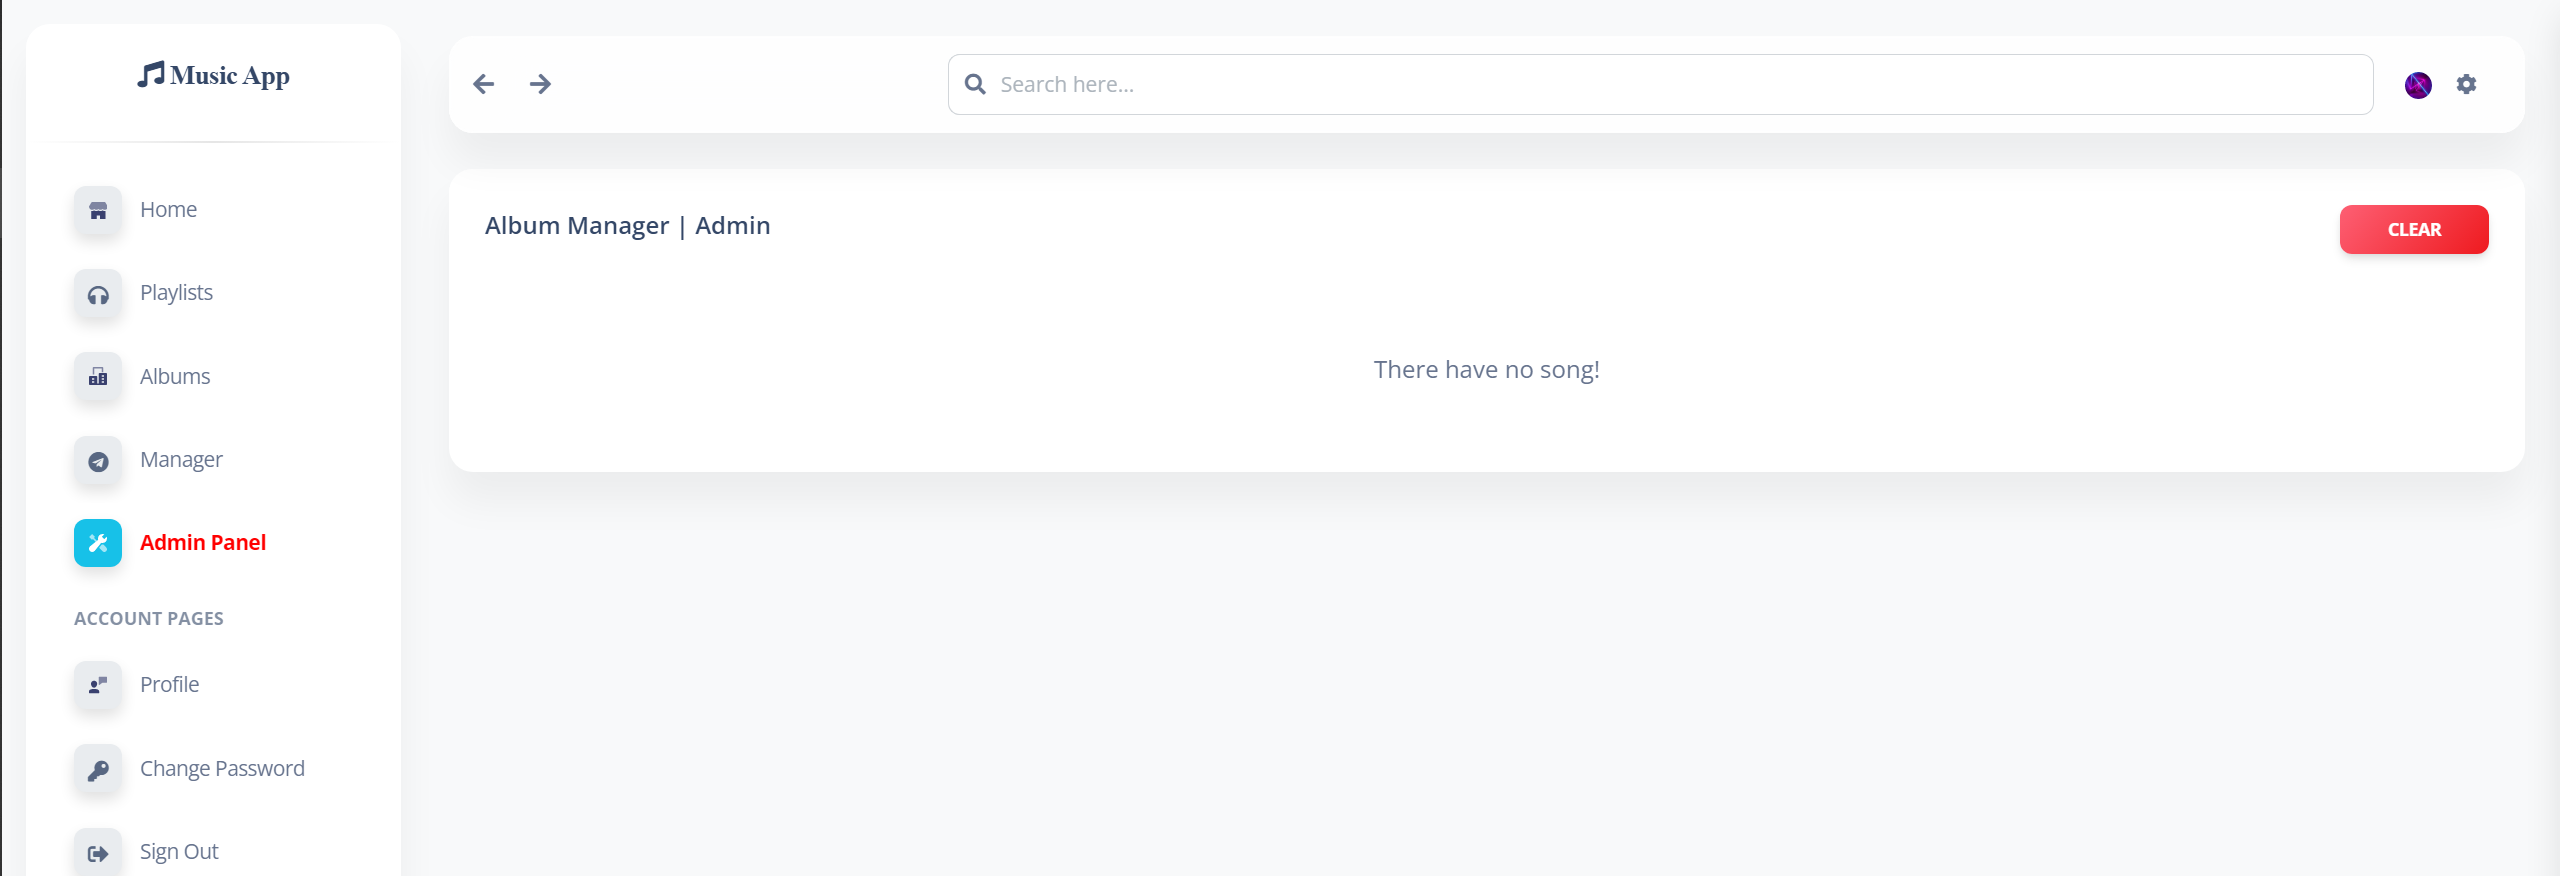 Music App
Search here...
Home
Playlists
Albums
Manager
Admin Panel
ACCOUNT PAGES
Profile
Change Password
Sign Out
Album Manager | Admin
CLEAR
There have no song!